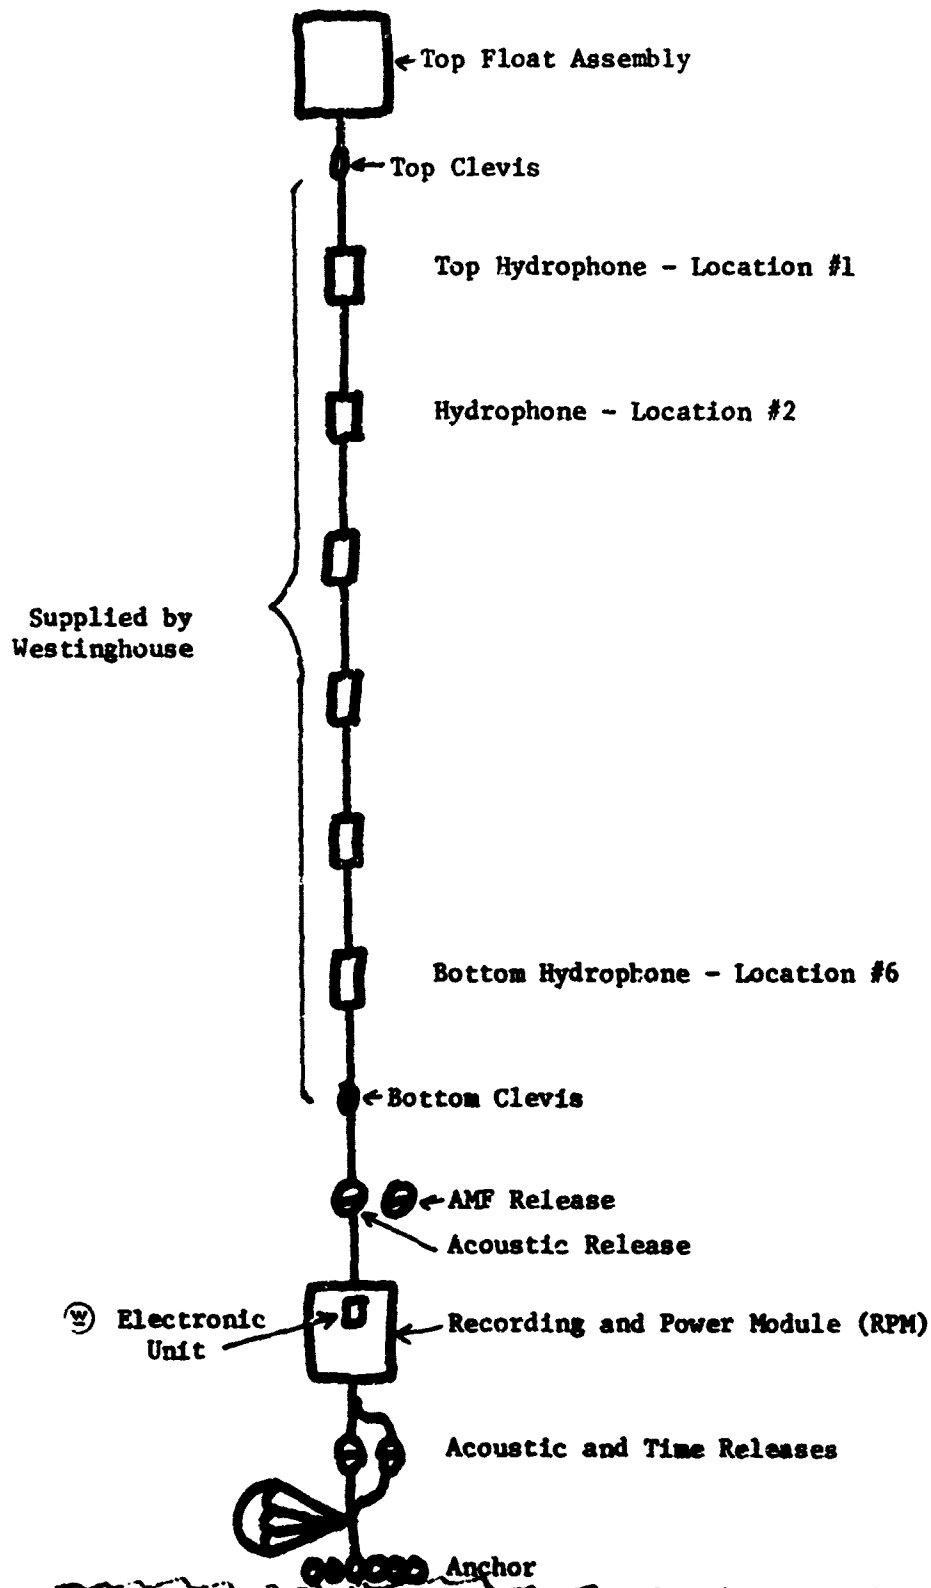 Top Float Assembly
Top Clevis
Top Hydrophone - Location #1
Hydrophone - Location #2
Supplied by
Westinghouse
Bottom Hydrophone - Location #6
Bottom Clevis
AMF Release
Acoustic Release
W Electronic
Unit
Recording and Power Module (RPM)
Acoustic and Time Releases
Anchor